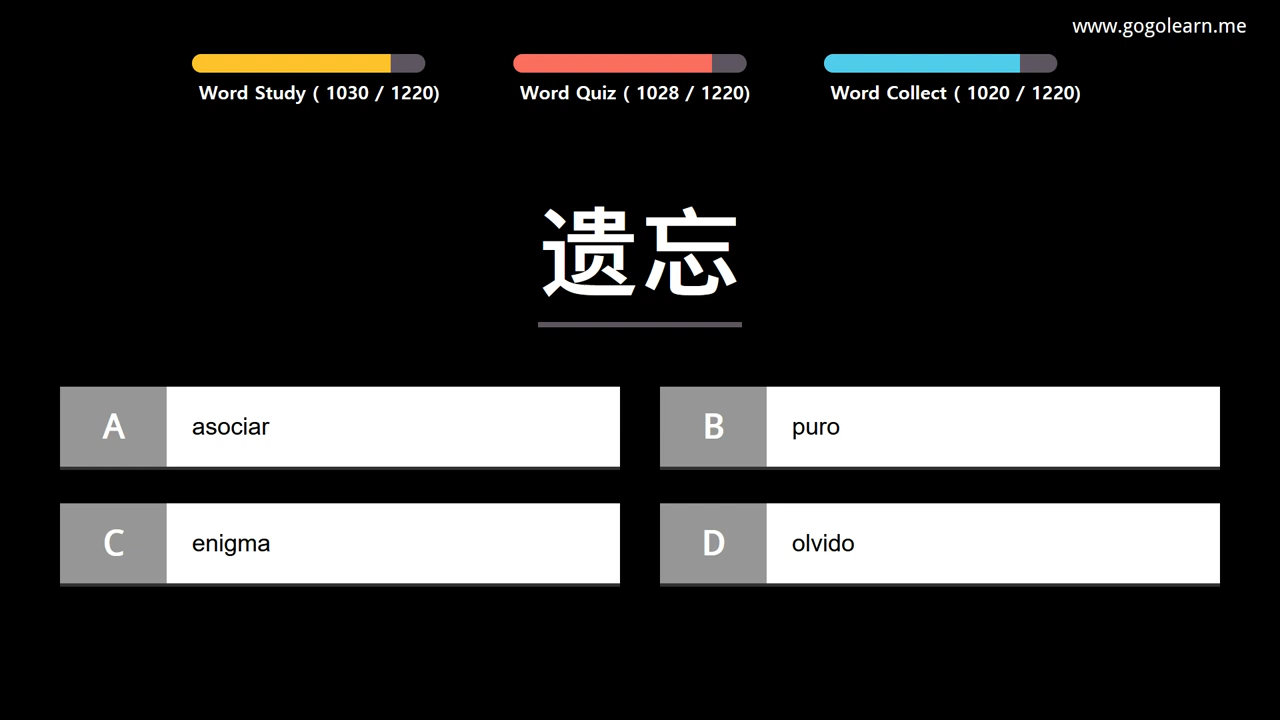 www.gogolearn.me
Word Study ( 1030 / 1220)
Word Quiz ( 1028 / 1220)
Word Collect ( 1020 / 1220)
遗忘
A
asociar
B
puro
C
enigma
D
olvido